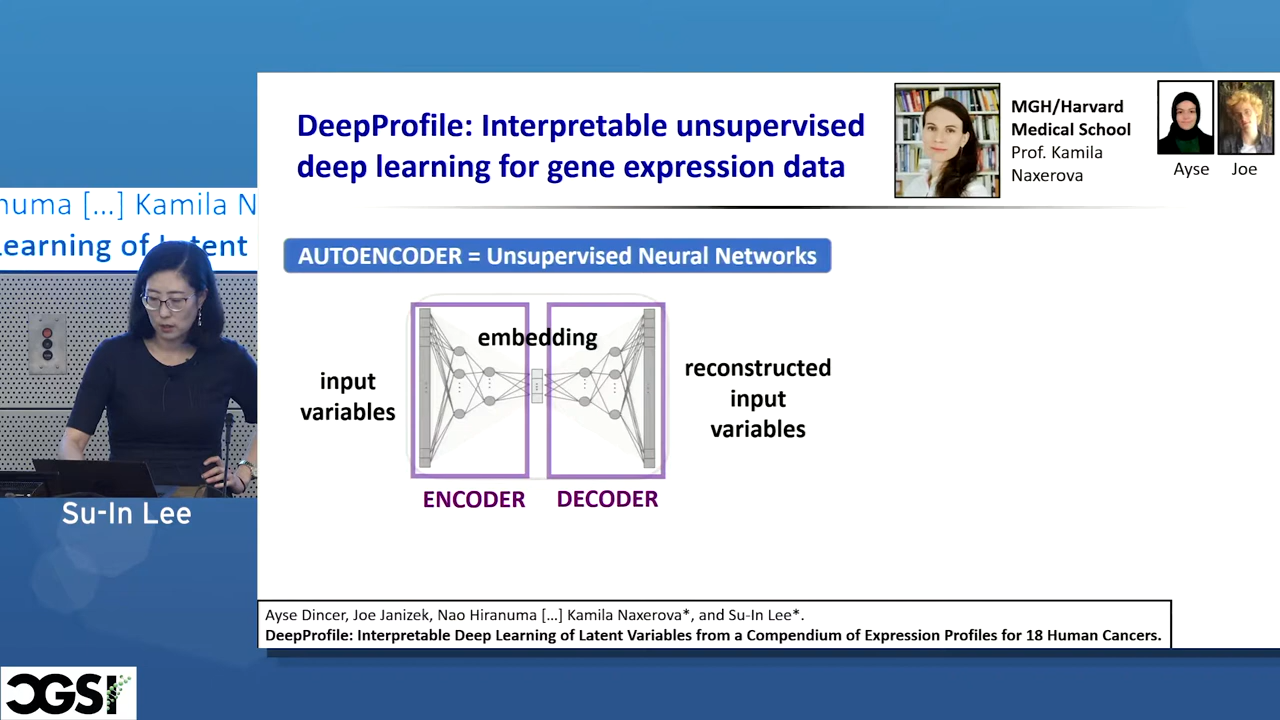 DeepProfile: Interpretable unsupervised
deep learning for gene expression data
MGH/Harvard
Medical School
Prof. Kamila
Naxerova
Ayse
Joe
numa [...] Kamila N
earning of Latent
AUTOENCODER = Unsupervised Neural Networks
embedding
input
variables
reconstructed
input
variables
ENCODER
DECODER
Su-In Lee
Ayse Dincer, Joe Janizek, Nao Hiranuma [...] Kamila Naxerova*, and Su-In Lee*.
DeepProfile: Interpretable Deep Learning of Latent Variables from a Compendium of Expression Profiles for 18 Human Cancers.
CGSI